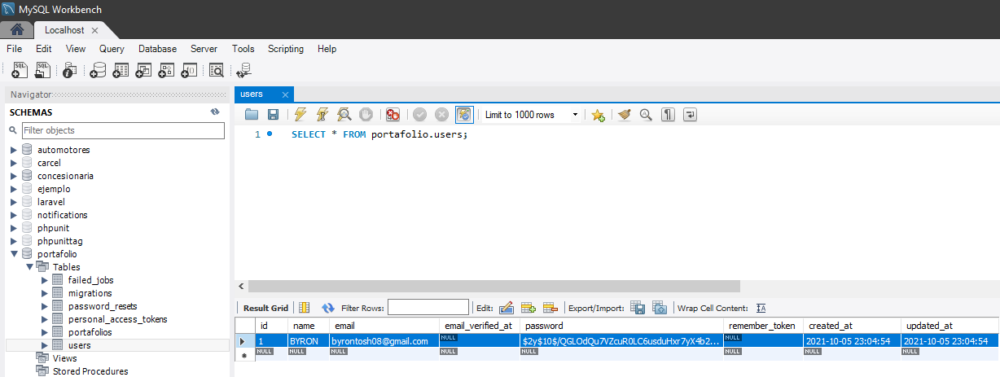 MySQL Workbench
Localhost
File Edit View Query Database Server Tools Scripting Help
Navigator
SCHEMAS
Filter objects
automotores
carcel
concesionaria
ejemplo
laravel
notifications
phpunit
phpunittag
portafolio
Tables
failed_jobs
migrations
password_resets
personal_access_tokens
portafolios
users
Views
Stored Procedures
users
Limit to 1000 rows
1 SELECT * FROM portafolio.users;
Result Grid Filter Rows: Edit: Export/Import: Wrap Cell Content:
id name email email_verified_at password remember_token created_at updated_at
1 BYRON byrontosh08@gmail.com NULL $2y$10$/QGLOdQu7VZcuR0LC6usduHxr7yX4b2... NULL 2021-10-05 23:04:54 2021-10-05 23:04:54
NULL NULL NULL NULL NULL NULL NULL NULL